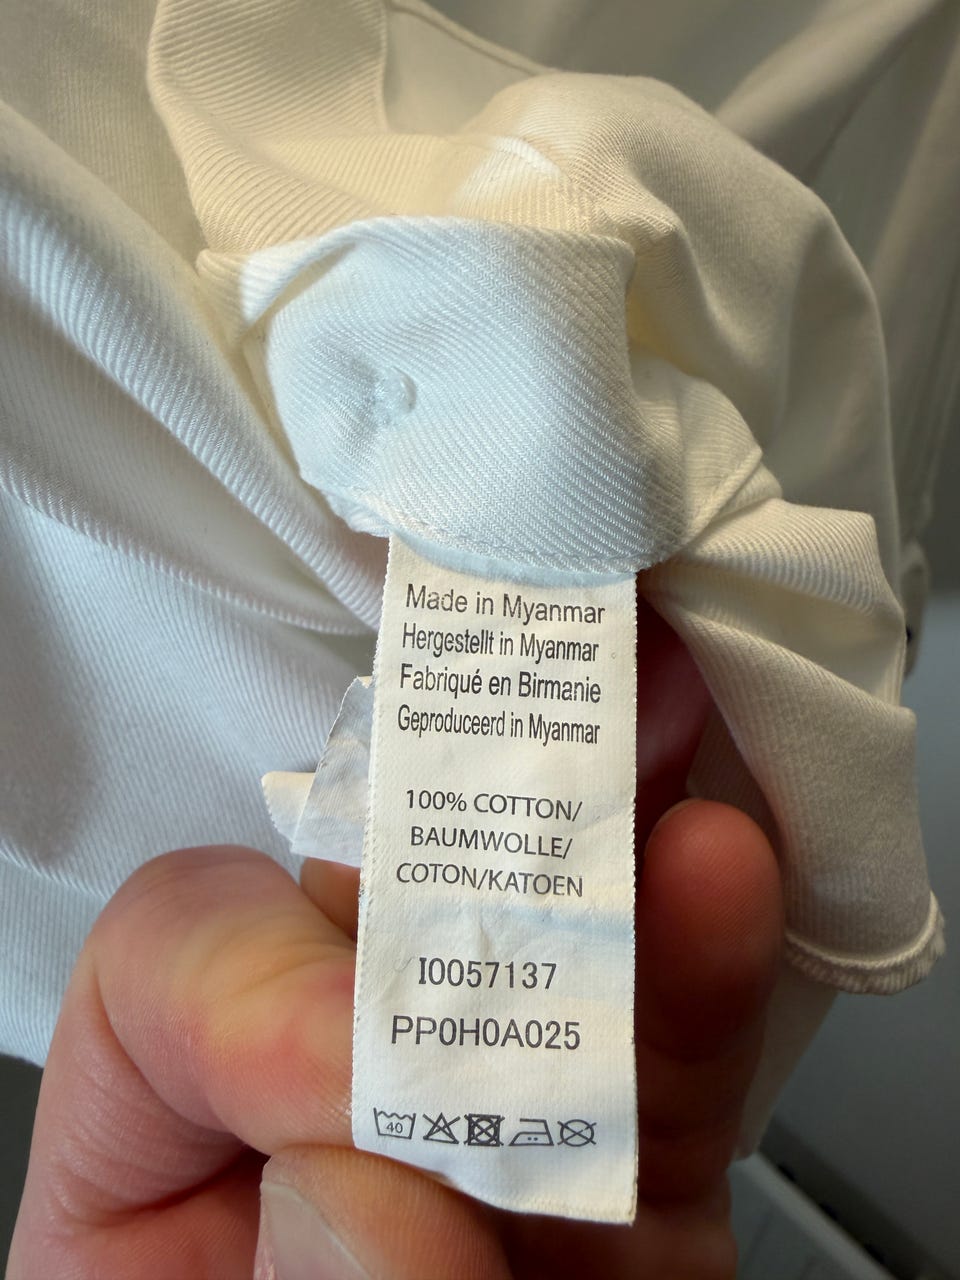 Made in Myanmar
Hergestellt in Myanmar
Fabriqué en Birmanie
Geproduceerd in Myanmar
100% COTTON/
BAUMWOLLE/
COTON/KATOEN
I0057137
PP0H0A025
40